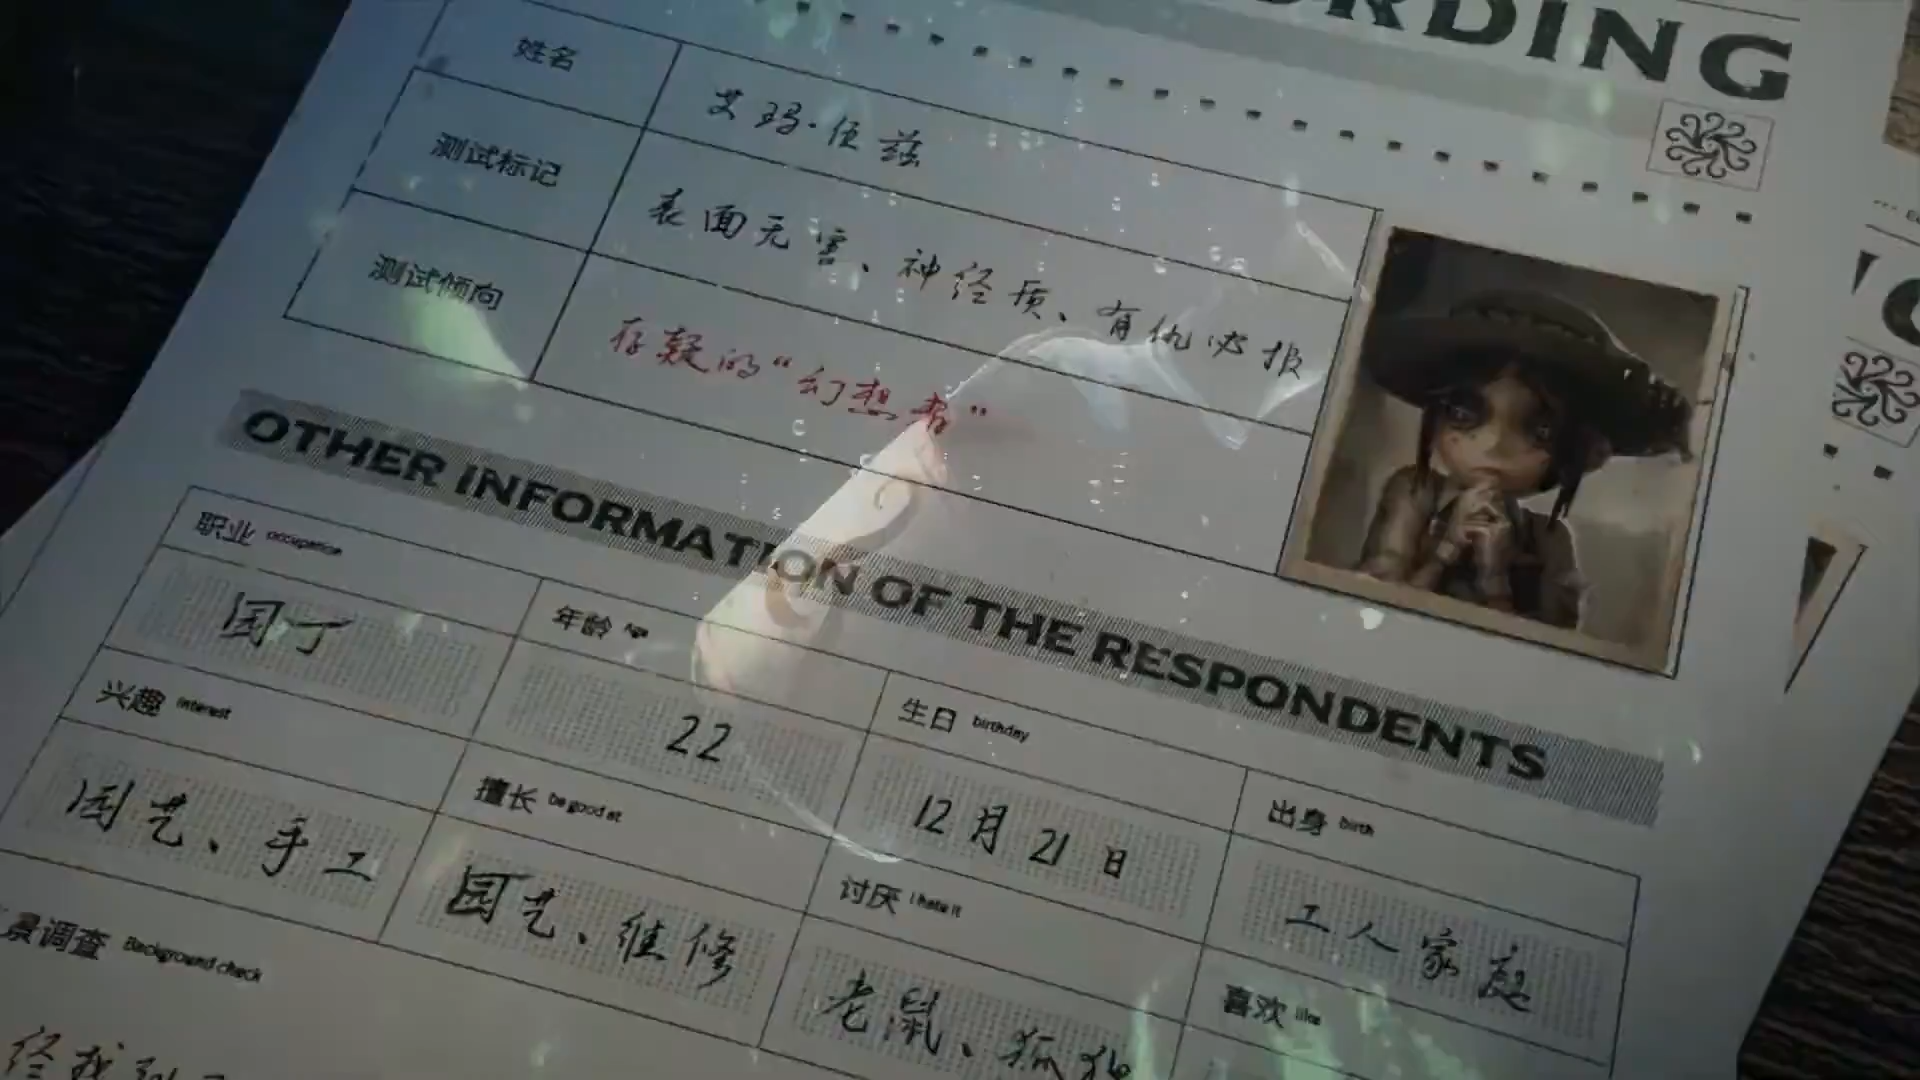 RDING
姓名
艾玛·伍兹
测试标记
表面无害、神经质、有仇必报
测试倾向
存疑的“幻想者”
OTHER INFORMATION OF THE RESPONDENTS
职业 occupation
园丁
年龄 Age
22
生日 birthday
12月21日
出身 birth
工人家庭
兴趣 interest
园艺、手工
擅长 be good at
园艺、维修
讨厌 I hate it
老鼠、狐狸
喜欢 like
景调查 Background check